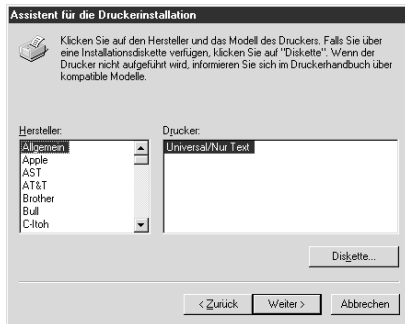 Assistent für die Druckerinstallation
Klicken Sie auf den Hersteller und das Modell des Druckers. Falls Sie über
eine Installationsdiskette verfügen, klicken Sie auf "Diskette". Wenn der
Drucker nicht aufgeführt wird, informieren Sie sich im Druckerhandbuch über
kompatible Modelle.
Hersteller:
Allgemein
Apple
AST
AT&T
Brother
Bull
C-Itoh
Drucker:
Universal/Nur Text
Diskette...
< Zurück
Weiter >
Abbrechen